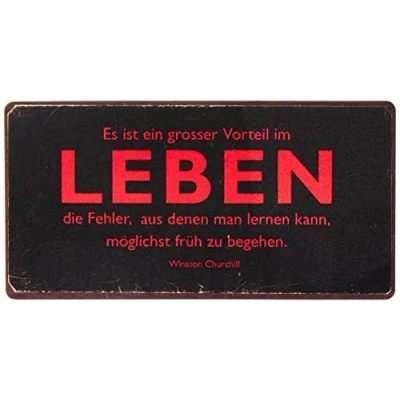 Es ist ein grosser Vorteil im
LEBEN
die Fehler, aus denen man lernen kann,
möglichst früh zu begehen.
Winston Churchill